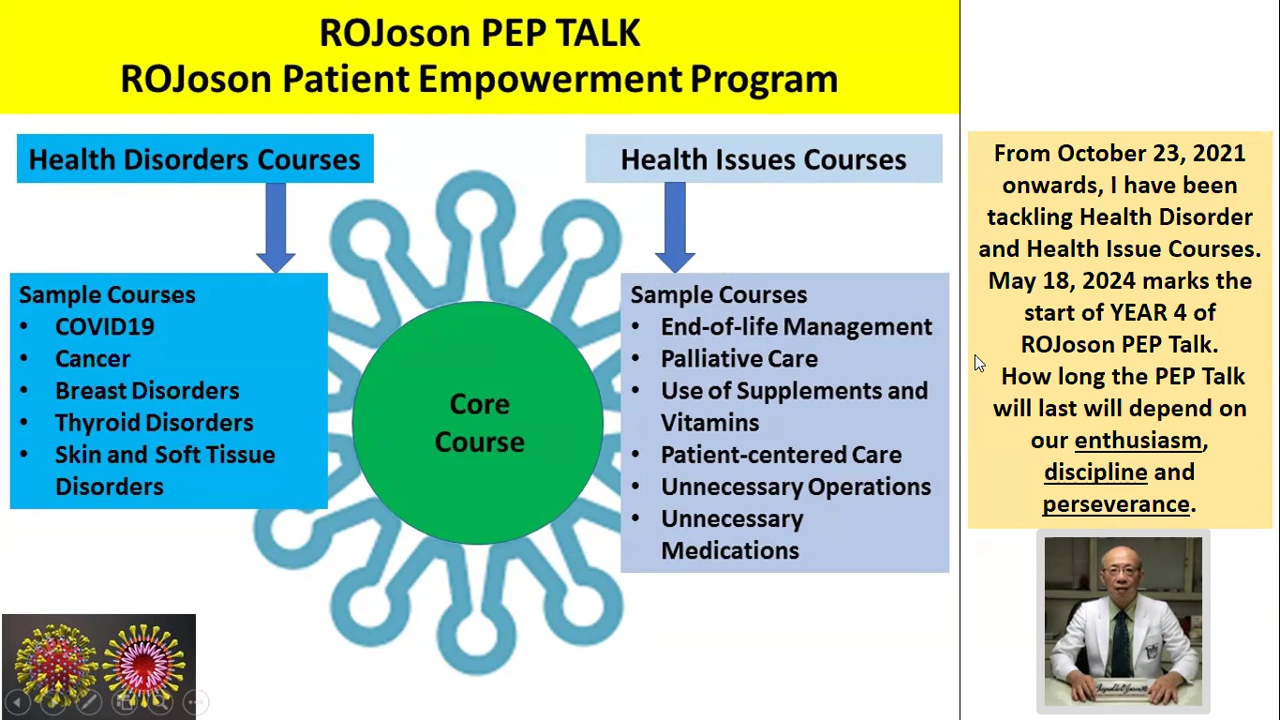 ROJoson PEP TALK
ROJoson Patient Empowerment Program
Health Disorders Courses
Sample Courses
• COVID19
• Cancer
• Breast Disorders
• Thyroid Disorders
• Skin and Soft Tissue
Disorders
Core
Course
Health Issues Courses
Sample Courses
• End-of-life Management
• Palliative Care
• Use of Supplements and
Vitamins
• Patient-centered Care
• Unnecessary Operations
• Unnecessary
Medications
From October 23, 2021
onwards, I have been
tackling Health Disorder
and Health Issue Courses.
May 18, 2024 marks the
start of YEAR 4 of
ROJoson PEP Talk.
How long the PEP Talk
will last will depend on
our enthusiasm,
discipline and
perseverance.